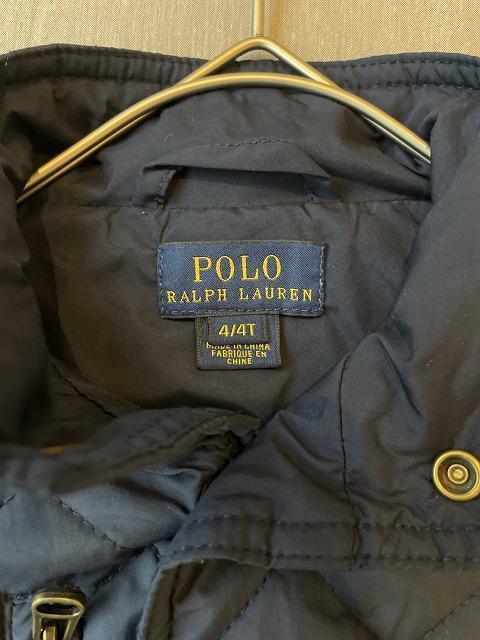 POLO
RALPH LAUREN
4/4T
MADE IN CHINA
FABRIQUE EN
CHINE